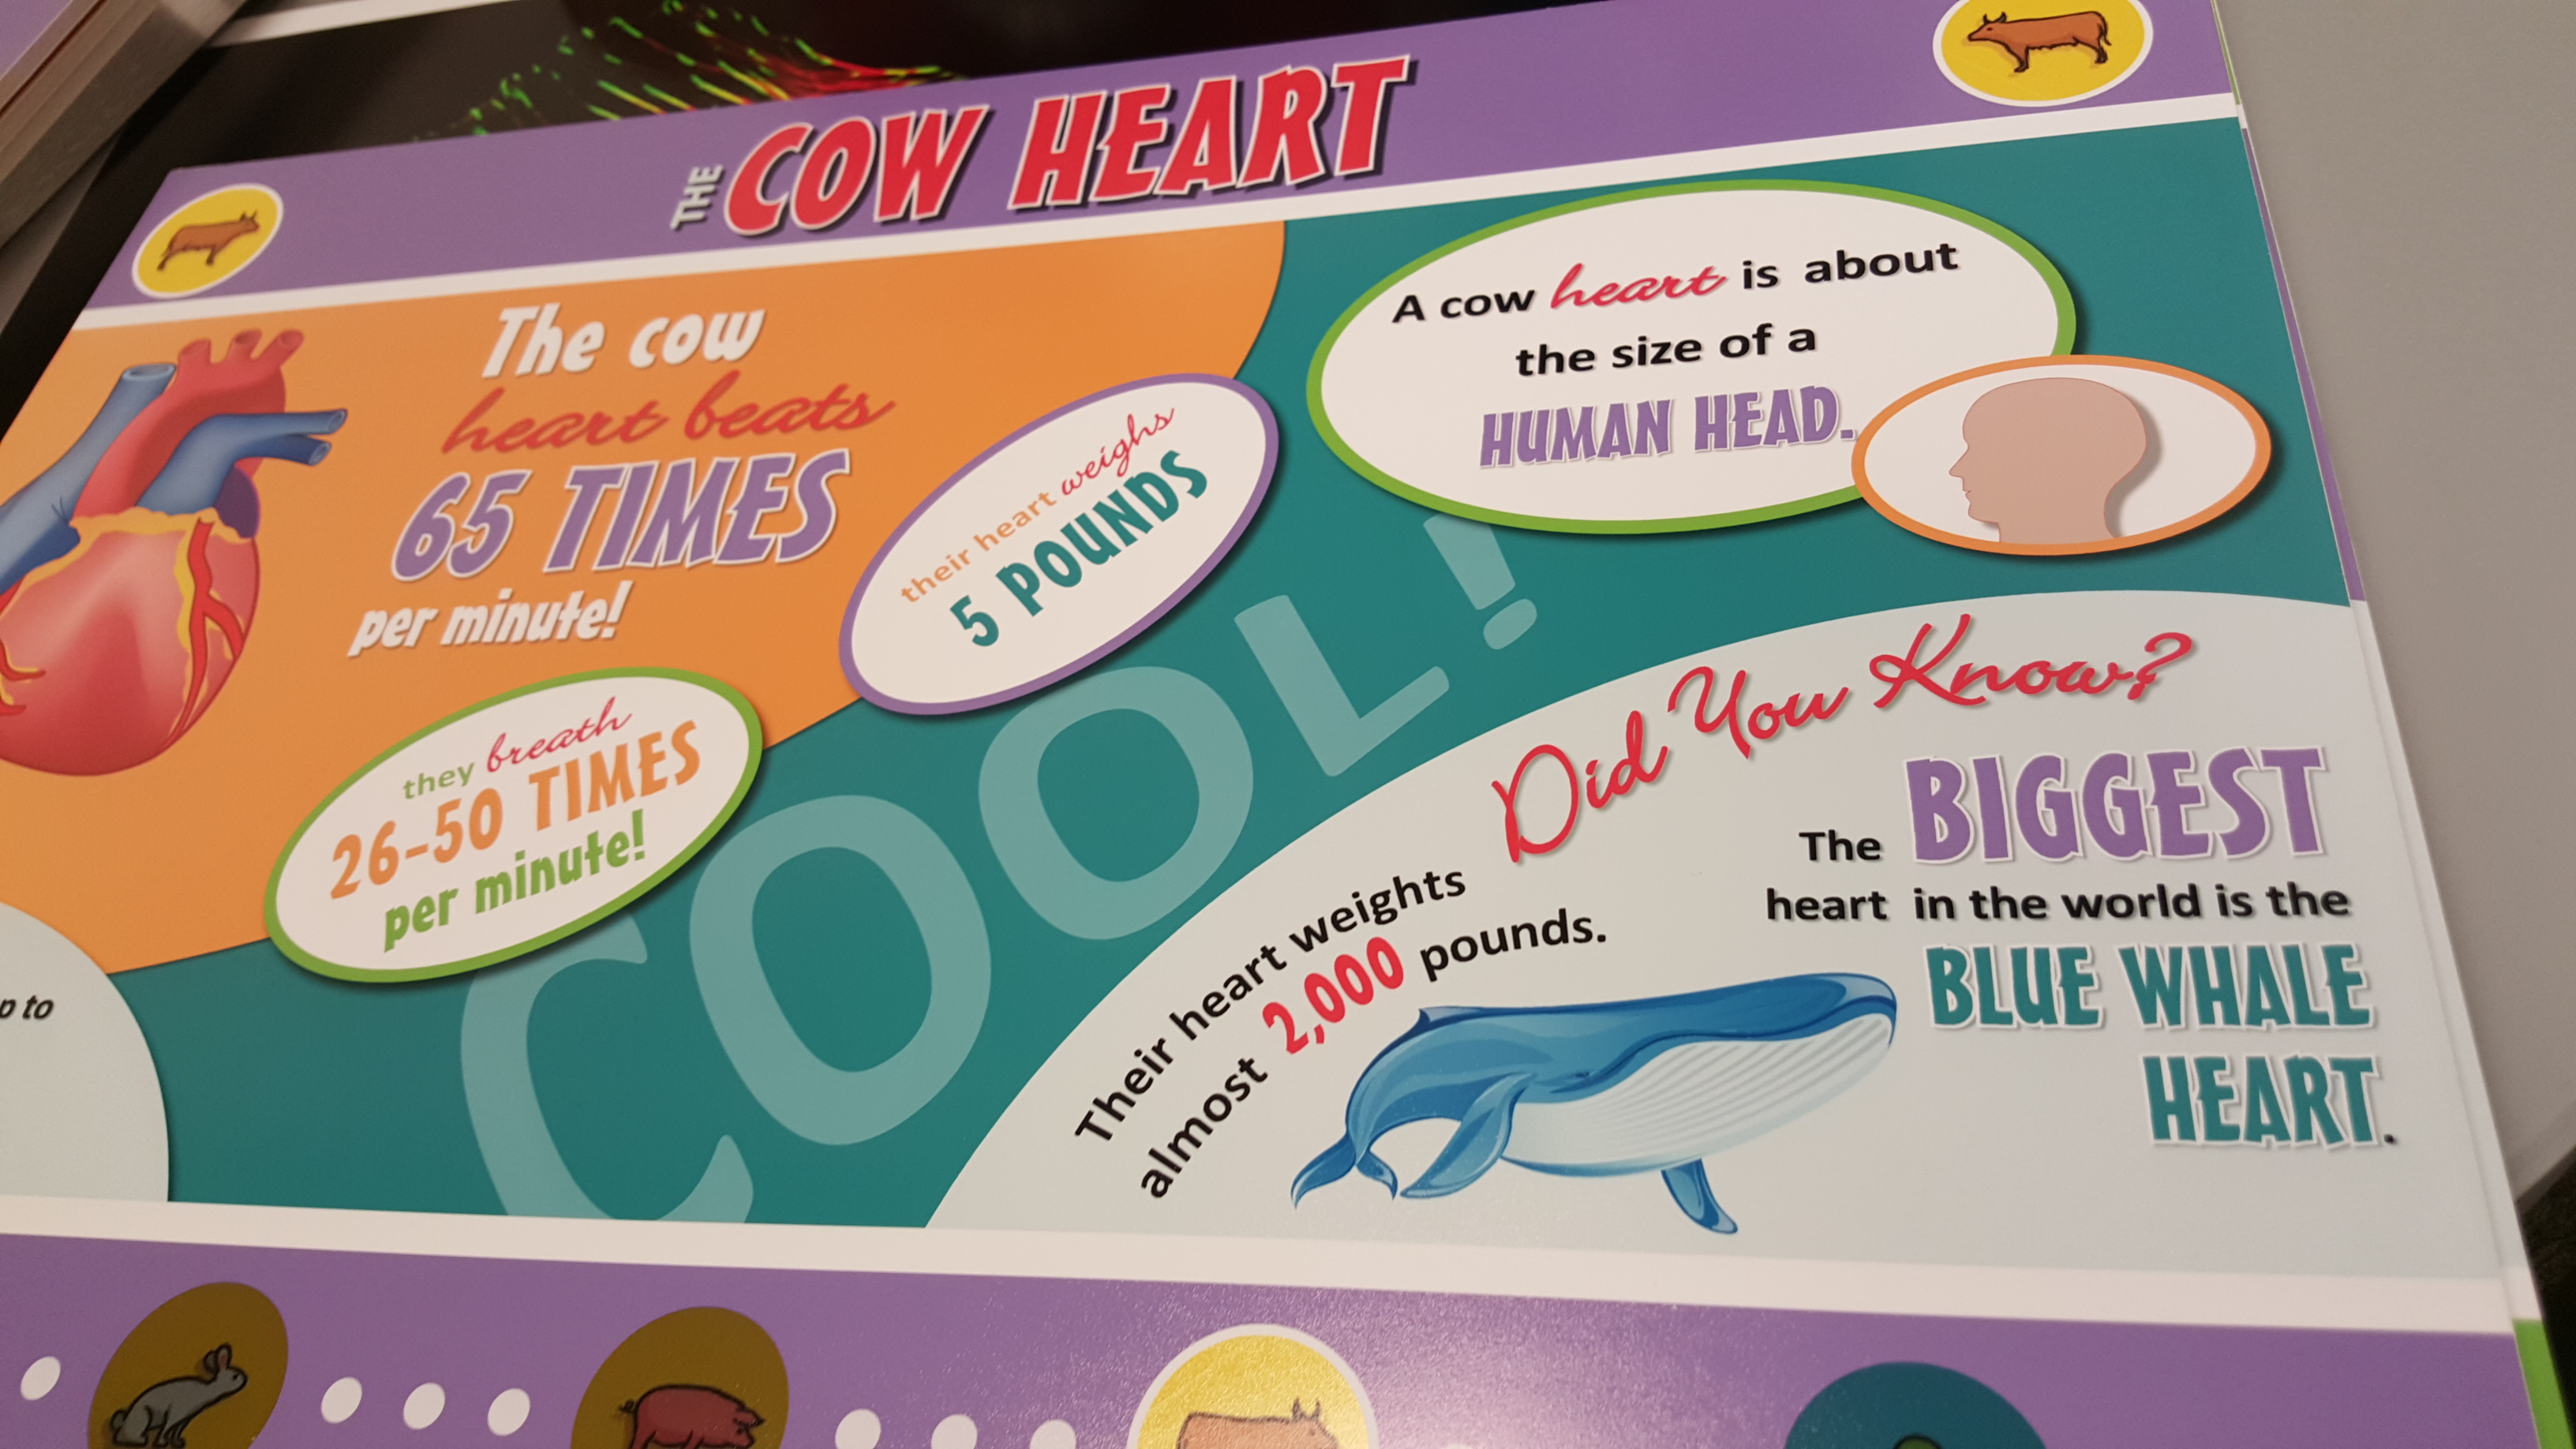 THE COW HEART
The cow
heart beats
65 TIMES
per minute!
their heart weighs
5 POUNDS
they breath
26-50 TIMES
per minute!
A cow heart is about
the size of a
HUMAN HEAD.
COOL!
Did You Know?
The BIGGEST
heart in the world is the
BLUE WHALE
HEART.
Their heart weights
almost 2,000 pounds.
to